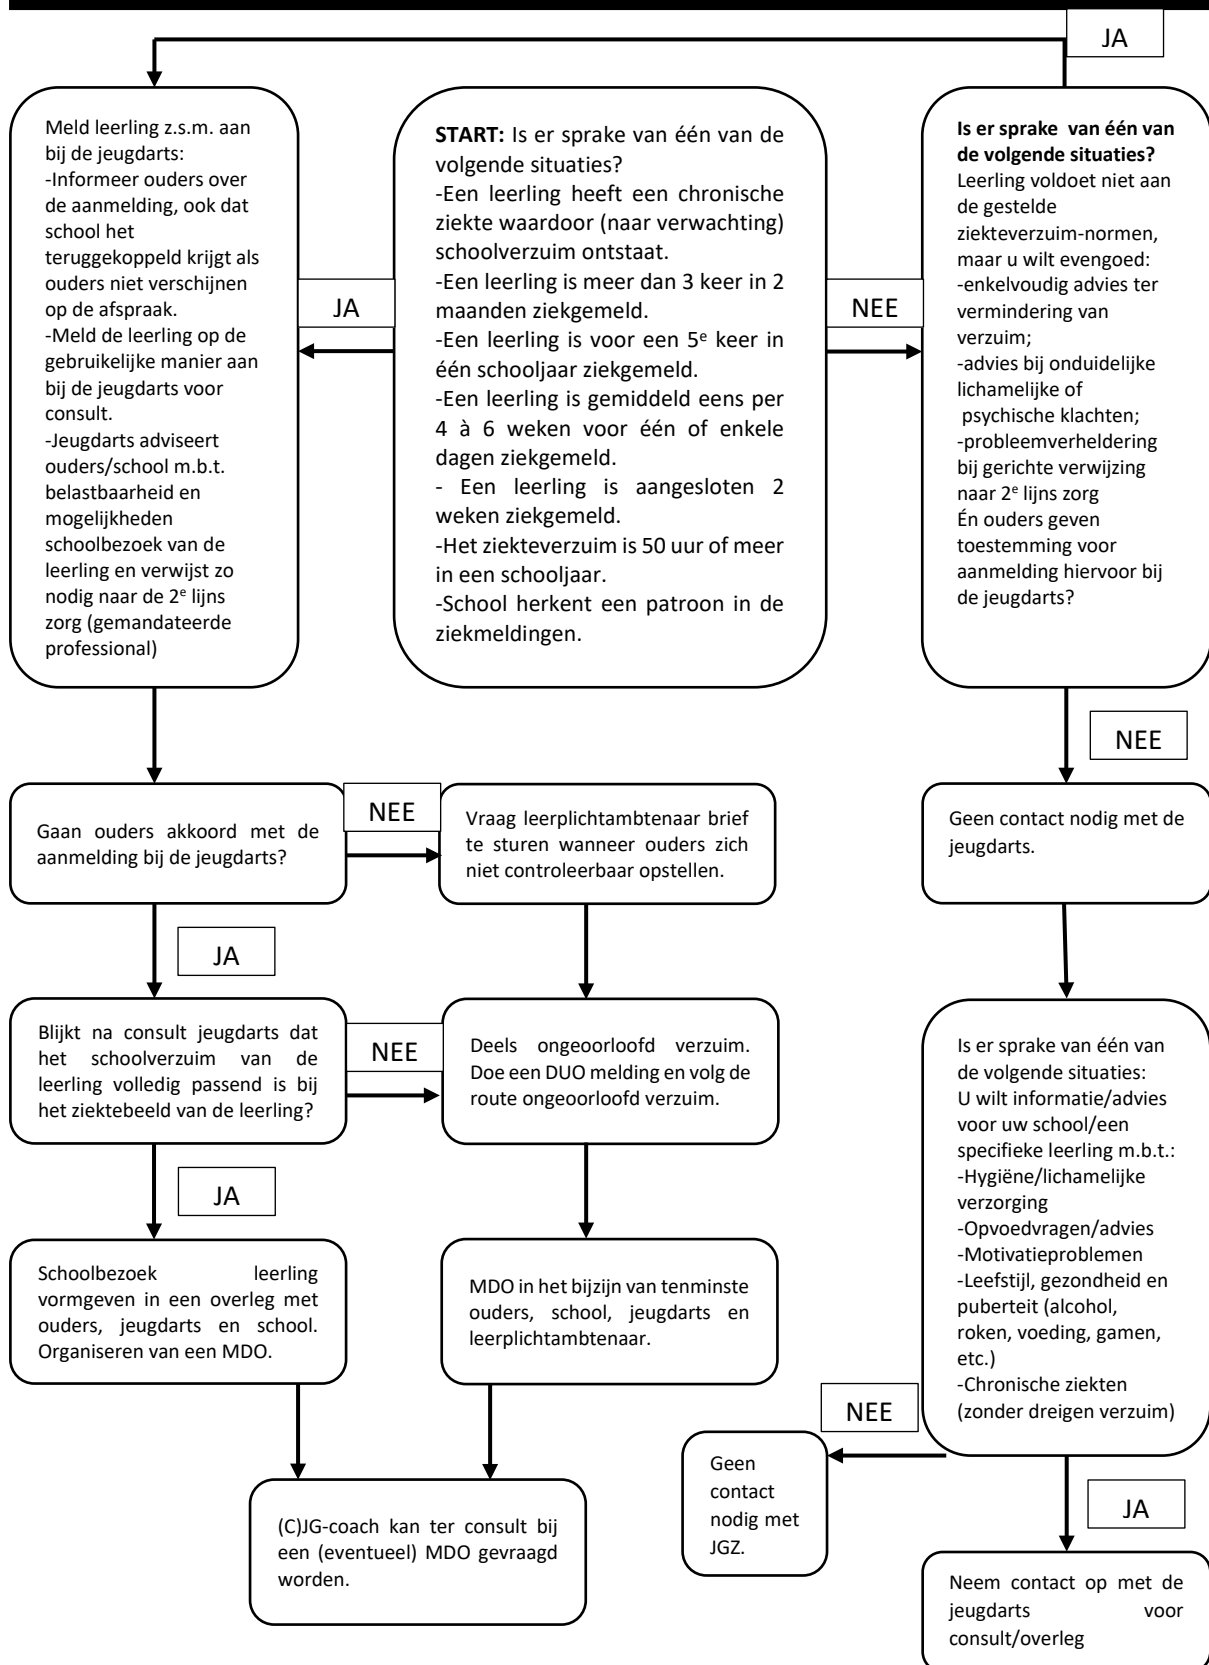 JA
Meld leerling z.s.m. aan
bij de jeugdarts:
-Informeer ouders over
de aanmelding, ook dat
school het
teruggekoppeld krijgt als
ouders niet verschijnen
op de afspraak.
-Meld de leerling op de
gebruikelijke manier aan
bij de jeugdarts voor
consult.
-Jeugdarts adviseert
ouders/school m.b.t.
belastbaarheid en
mogelijkheden
schoolbezoek van de
leerling en verwijst zo
nodig naar de 2e lijns
zorg (gemandateerde
professional)
JA
START: Is er sprake van één van de
volgende situaties?
-Een leerling heeft een chronische
ziekte waardoor (naar verwachting)
schoolverzuim ontstaat.
-Een leerling is meer dan 3 keer in 2
maanden ziekgemeld.
-Een leerling is voor een 5e keer in
één schooljaar ziekgemeld.
-Een leerling is gemiddeld eens per
4 à 6 weken voor één of enkele
dagen ziekgemeld.
- Een leerling is aangesloten 2
weken ziekgemeld.
-Het ziekteverzuim is 50 uur of meer
in een schooljaar.
-School herkent een patroon in de
ziekmeldingen.
NEE
Is er sprake van één van
de volgende situaties?
Leerling voldoet niet aan
de gestelde
ziekteverzuim-normen,
maar u wilt evengoed:
-enkelvoudig advies ter
vermindering van
verzuim;
-advies bij onduidelijke
lichamelijke of
psychische klachten;
-probleemverheldering
bij gerichte verwijzing
naar 2e lijns zorg
Én ouders geven
toestemming voor
aanmelding hiervoor bij
de jeugdarts?
NEE
Gaan ouders akkoord met de
aanmelding bij de jeugdarts?
NEE
Vraag leerplichtambtenaar brief
te sturen wanneer ouders zich
niet controleerbaar opstellen.
Geen contact nodig met de
jeugdarts.
JA
Blijkt na consult jeugdarts dat
het schoolverzuim van de
leerling volledig passend is bij
het ziektebeeld van de leerling?
NEE
Deels ongeoorloofd verzuim.
Doe een DUO melding en volg de
route ongeoorloofd verzuim.
Is er sprake van één van
de volgende situaties:
U wilt informatie/advies
voor uw school/een
specifieke leerling m.b.t.:
-Hygiëne/lichamelijke
verzorging
-Opvoedvragen/advies
-Motivatieproblemen
-Leefstijl, gezondheid en
puberteit (alcohol,
roken, voeding, gamen,
etc.)
-Chronische ziekten
(zonder dreigen verzuim)
JA
Schoolbezoek leerling
vormgeven in een overleg met
ouders, jeugdarts en school.
Organiseren van een MDO.
MDO in het bijzijn van tenminste
ouders, school, jeugdarts en
leerplichtambtenaar.
NEE
Geen
contact
nodig met
JGZ.
JA
(C)JG-coach kan ter consult bij
een (eventueel) MDO gevraagd
worden.
Neem contact op met de
jeugdarts voor
consult/overleg